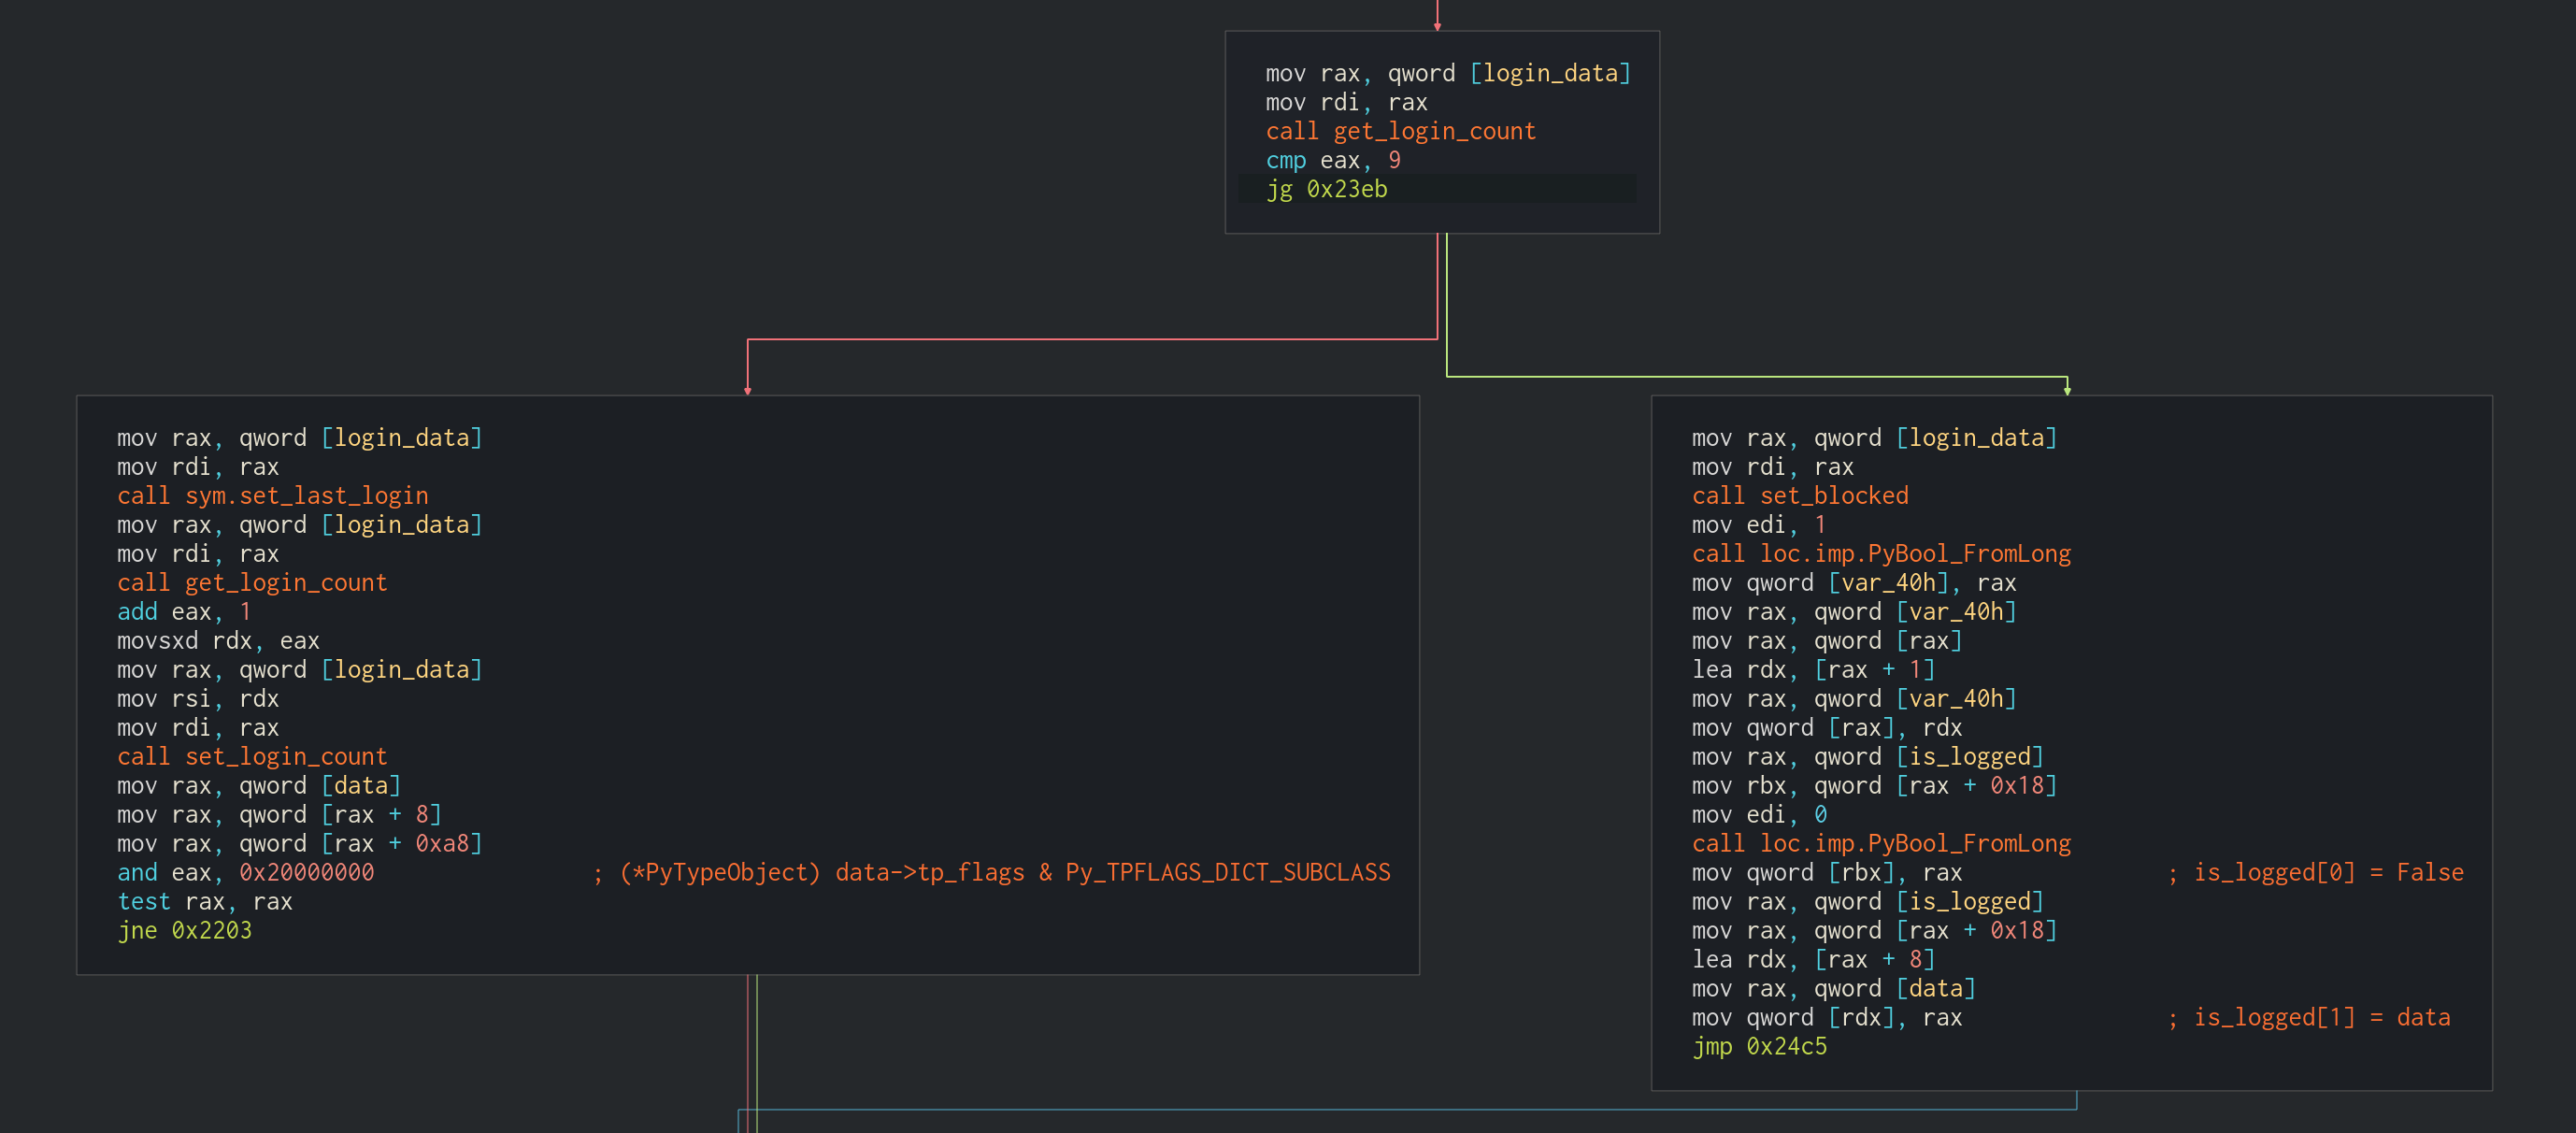 mov rax, qword [login_data]
mov rdi, rax
call get_login_count
cmp eax, 9
jg 0x23eb
mov rax, qword [login_data]
mov rdi, rax
call sym.set_last_login
mov rax, qword [login_data]
mov rdi, rax
call get_login_count
add eax, 1
movsxd rdx, eax
mov rax, qword [login_data]
mov rsi, rdx
mov rdi, rax
call set_login_count
mov rax, qword [data]
mov rax, qword [rax + 8]
mov rax, qword [rax + 0xa8]
and eax, 0x20000000 ; (*PyTypeObject) data->tp_flags & Py_TPFLAGS_DICT_SUBCLASS
test rax, rax
jne 0x2203
mov rax, qword [login_data]
mov rdi, rax
call set_blocked
mov edi, 1
call loc.imp.PyBool_FromLong
mov qword [var_40h], rax
mov rax, qword [var_40h]
mov rax, qword [rax]
lea rdx, [rax + 1]
mov rax, qword [var_40h]
mov qword [rax], rdx
mov rax, qword [is_logged]
mov rbx, qword [rax + 0x18]
mov edi, 0
call loc.imp.PyBool_FromLong
mov qword [rbx], rax ; is_logged[0] = False
mov rax, qword [is_logged]
mov rax, qword [rax + 0x18]
lea rdx, [rax + 8]
mov rax, qword [data]
mov qword [rdx], rax ; is_logged[1] = data
jmp 0x24c5